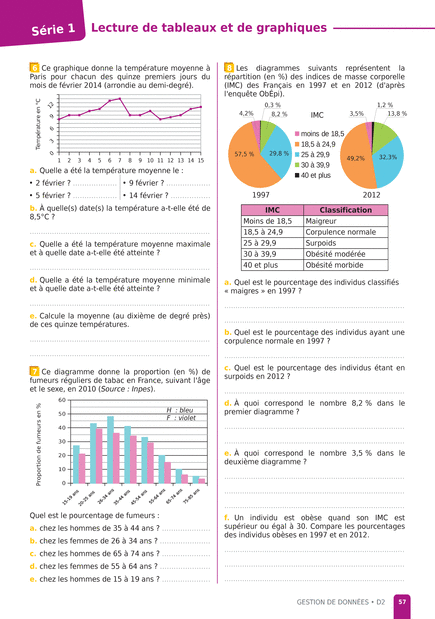 Série 1
Lecture de tableaux et de graphiques
6 Ce graphique donne la température moyenne à
Paris pour chacun des quinze premiers jours du
mois de février 2014 (arrondie au demi-degré).
Température en °C
12
9
6
3
0
1 2 3 4 5 6 7 8 9 10 11 12 13 14 15
a. Quelle a été la température moyenne le :
• 2 février ? • 9 février ?
• 5 février ? • 14 février ?
b. À quelle(s) date(s) la température a-t-elle été de
8,5°C ?
c. Quelle a été la température moyenne maximale
et à quelle date a-t-elle été atteinte ?
d. Quelle a été la température moyenne minimale
et à quelle date a-t-elle été atteinte ?
e. Calcule la moyenne (au dixième de degré près)
de ces quinze températures.
7 Ce diagramme donne la proportion (en %) de
fumeurs réguliers de tabac en France, suivant l'âge
et le sexe, en 2010 (Source : Inpes).
Proportion de fumeurs en %
60
50
40
30
20
10
0
H : bleu
F : violet
15-19 ans
20-25 ans
26-34 ans
35-44 ans
45-54 ans
55-64 ans
65-74 ans
75-85 ans
Quel est le pourcentage de fumeurs :
a. chez les hommes de 35 à 44 ans ?
b. chez les femmes de 26 à 34 ans ?
c. chez les hommes de 65 à 74 ans ?
d. chez les femmes de 55 à 64 ans ?
e. chez les hommes de 15 à 19 ans ?
8 Les diagrammes suivants représentent la
répartition (en %) des indices de masse corporelle
(IMC) des Français en 1997 et en 2012 (d'après
l'enquête ObÉpi).
0,3 %
4,2% 8,2 %
57,5 % 29,8 %
1997
IMC
moins de 18,5
18,5 à 24,9
25 à 29,9
30 à 39,9
40 et plus
1,2 %
3,5% 13,8 %
49,2% 32,3%
2012
IMC Classification
Moins de 18,5 Maigreur
18,5 à 24,9 Corpulence normale
25 à 29,9 Surpoids
30 à 39,9 Obésité modérée
40 et plus Obésité morbide
a. Quel est le pourcentage des individus classifiés
« maigres » en 1997 ?
b. Quel est le pourcentage des individus ayant une
corpulence normale en 1997 ?
c. Quel est le pourcentage des individus étant en
surpoids en 2012 ?
d. À quoi correspond le nombre 8,2 % dans le
premier diagramme ?
e. À quoi correspond le nombre 3,5 % dans le
deuxième diagramme ?
f. Un individu est obèse quand son IMC est
supérieur ou égal à 30. Compare les pourcentages
des individus obèses en 1997 et en 2012.
GESTION DE DONNÉES • D2 57